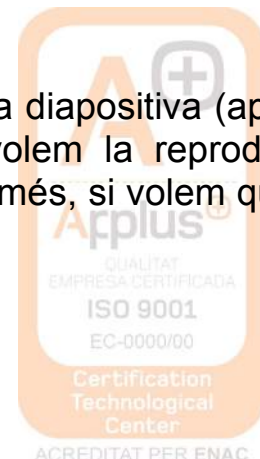 a diapositiva (ap
volem la reprod
més, si volem qu
A+
Applus+
QUALITAT
EMPRESA CERTIFICADA
ISO 9001
EC-0000/00
Certification
Technological
Center
ACREDITAT PER ENAC